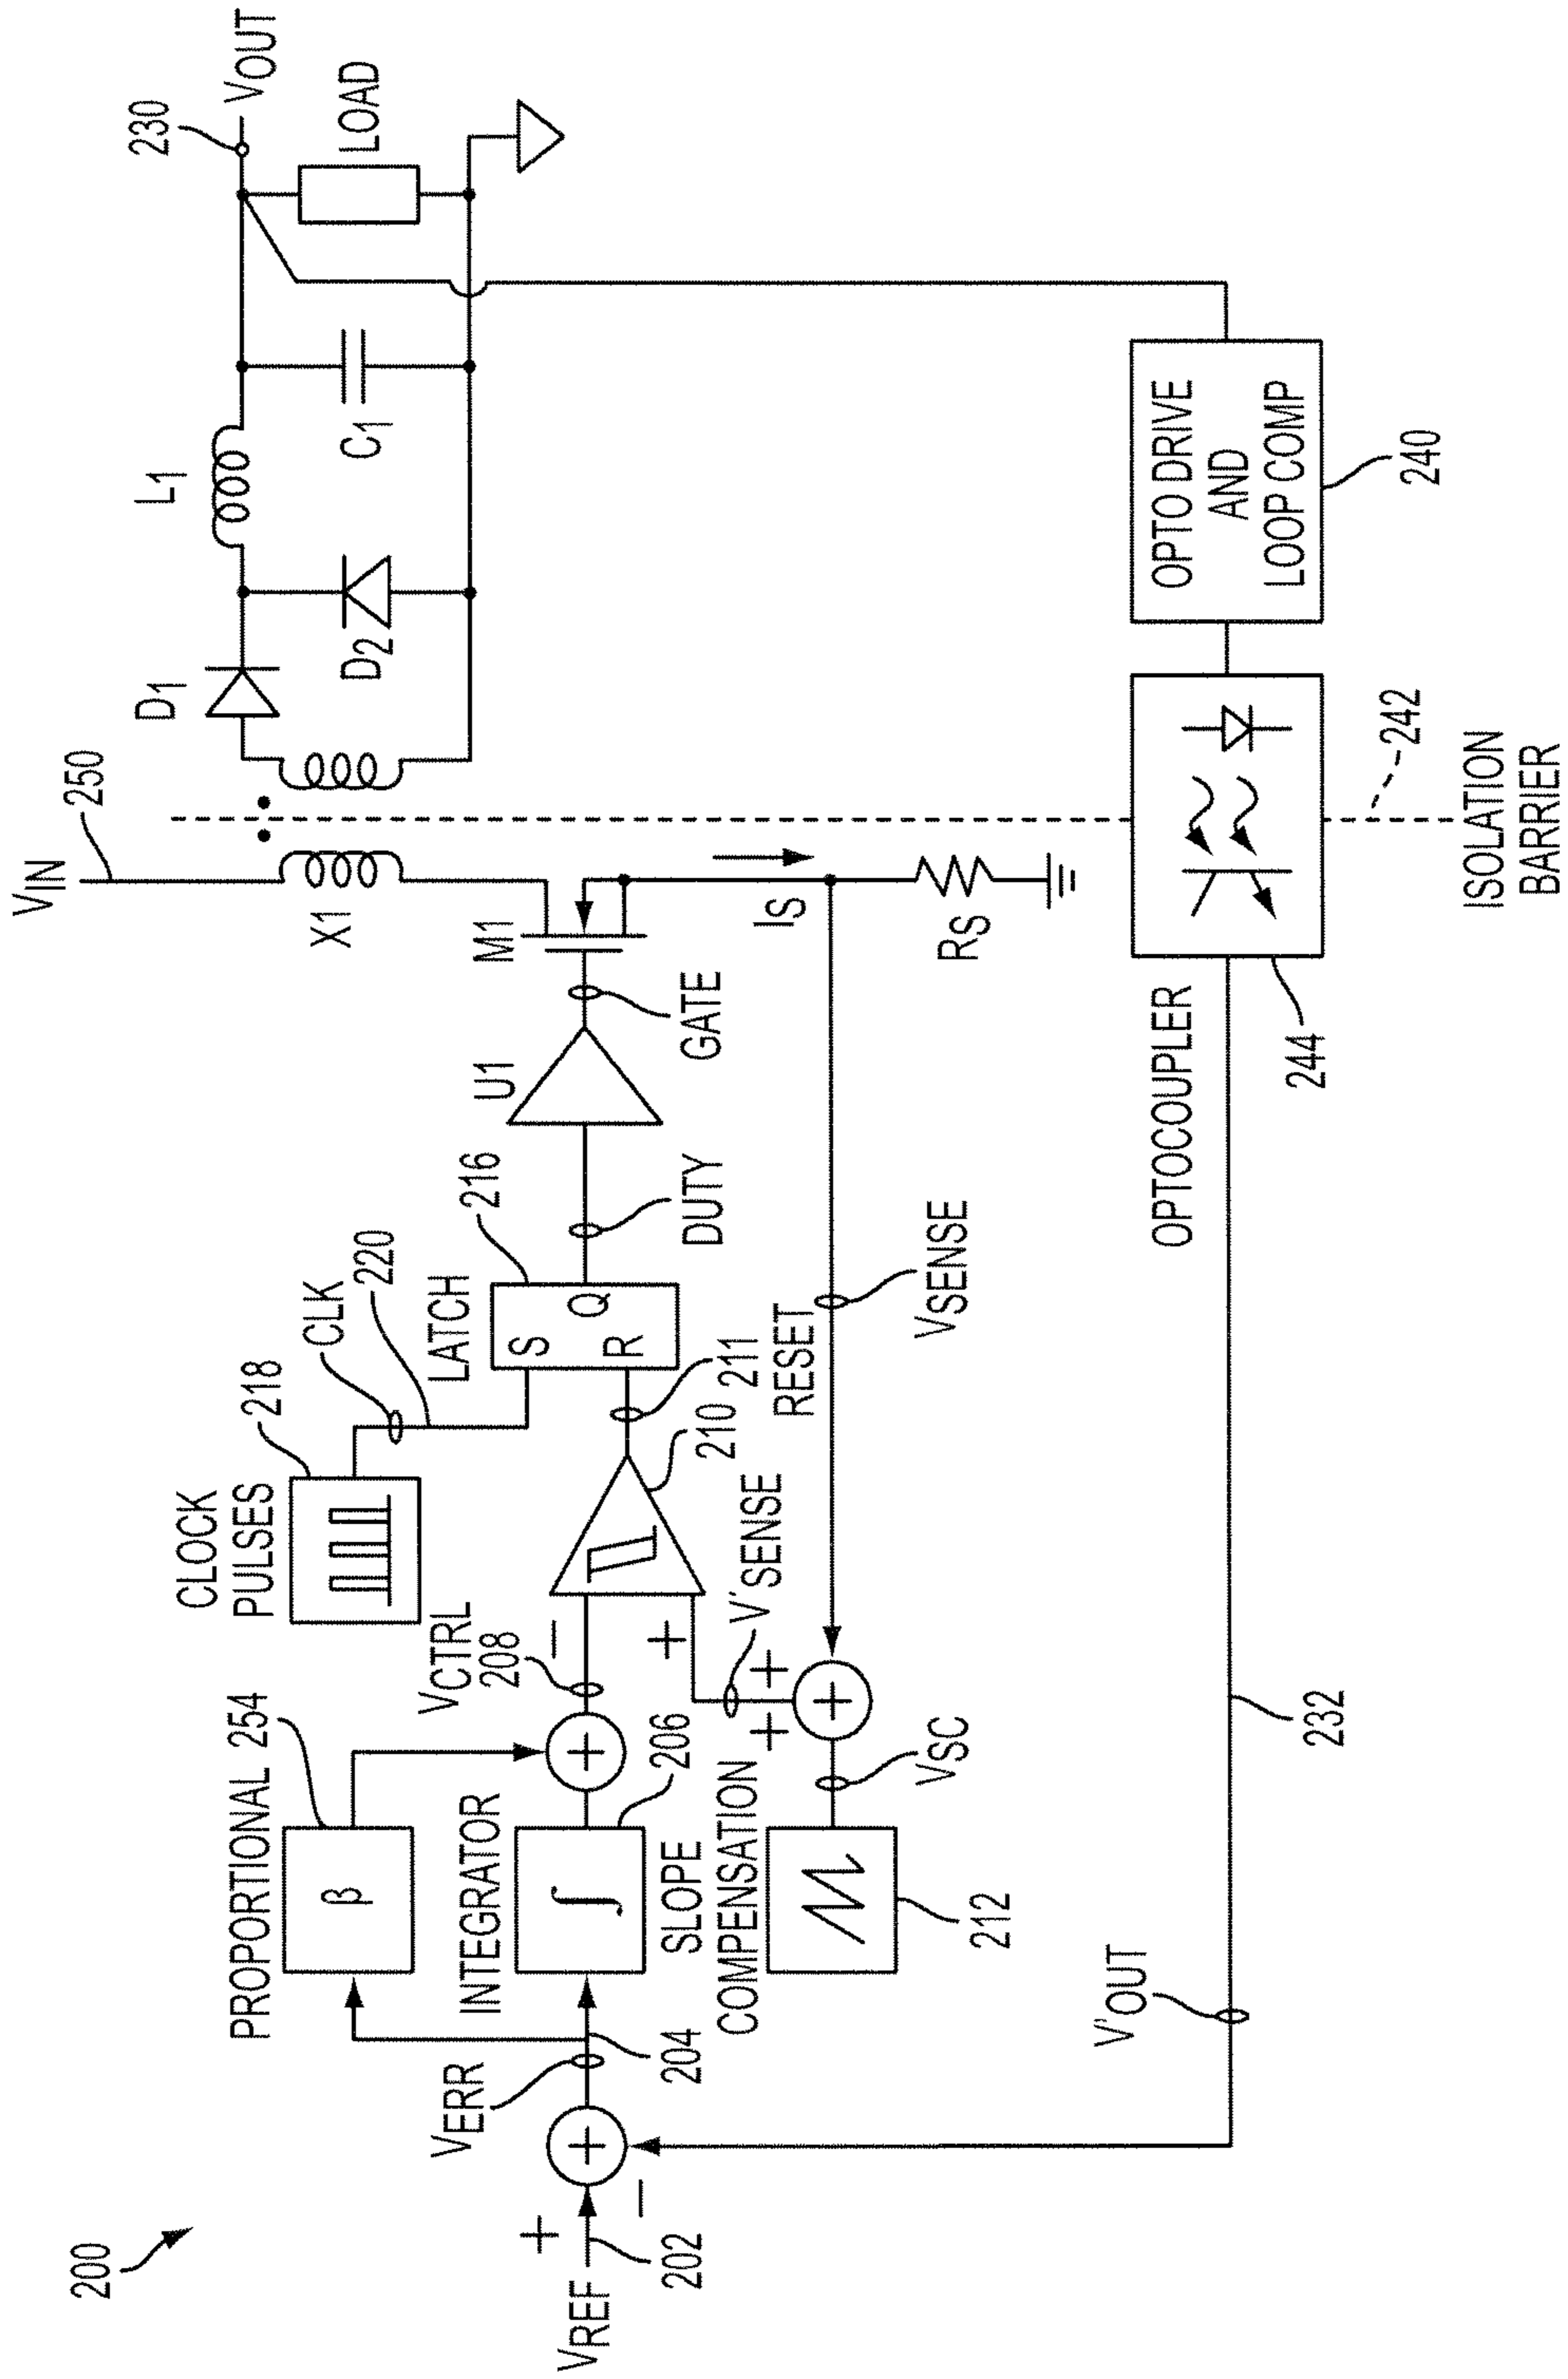 200
VREF
202
+
−
VERR
204
PROPORTIONAL 254
β
INTEGRATOR
∫
206
SLOPE
COMPENSATION
212
VSC
+
+
+
+
VCTRL
208
−
+
V'SENSE
210
211
RESET
CLOCK
PULSES
218
CLK
220
LATCH
216
S
Q
R
DUTY
U1
GATE
M1
IS
RS
VSENSE
VIN
250
X1
D1
D2
L1
C1
LOAD
230
VOUT
OPTO DRIVE
AND
LOOP COMP
240
242
ISOLATION
BARRIER
OPTOCOUPLER
244
232
V'OUT